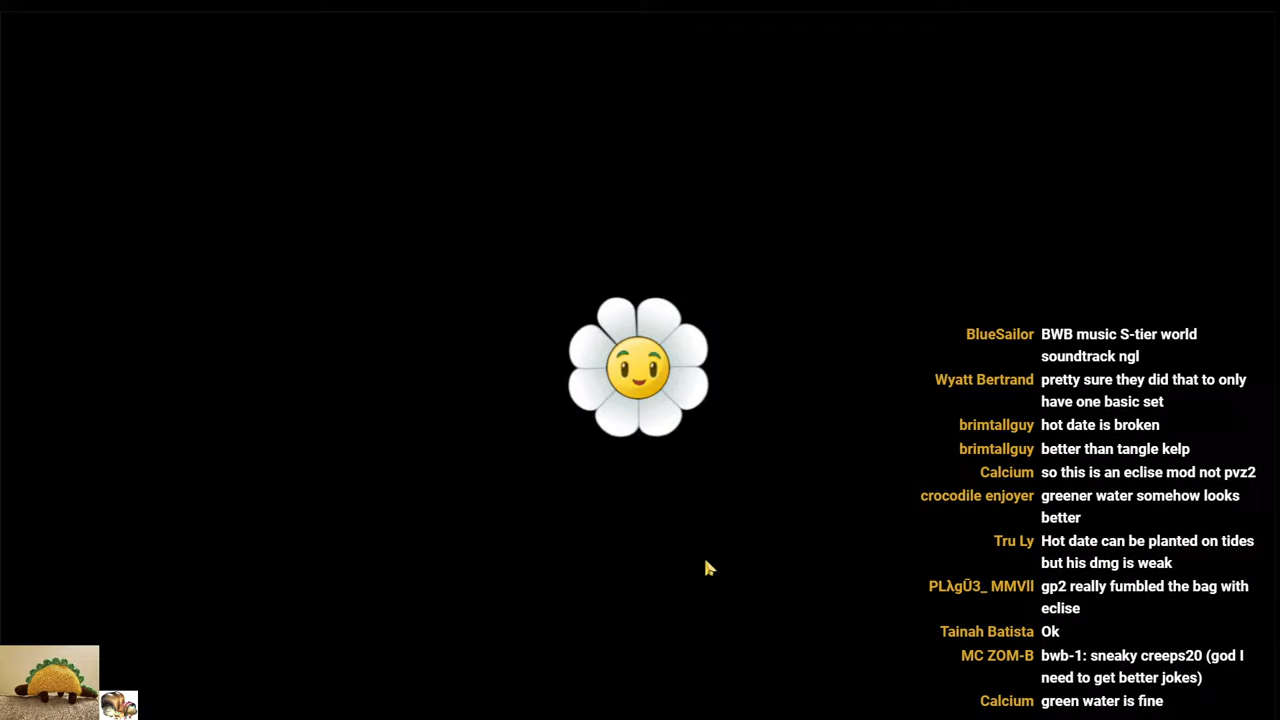 BlueSailor BWB music S-tier world
soundtrack ngl
Wyatt Bertrand pretty sure they did that to only
have one basic set
brimtallguy hot date is broken
brimtallguy better than tangle kelp
Calcium so this is an eclise mod not pvz2
crocodile enjoyer greener water somehow looks
better
Tru Ly Hot date can be planted on tides
but his dmg is weak
PLλgŪ3_ MMVll gp2 really fumbled the bag with
eclise
Tainah Batista Ok
MC ZOM-B bwb-1: sneaky creeps20 (god I
need to get better jokes)
Calcium green water is fine